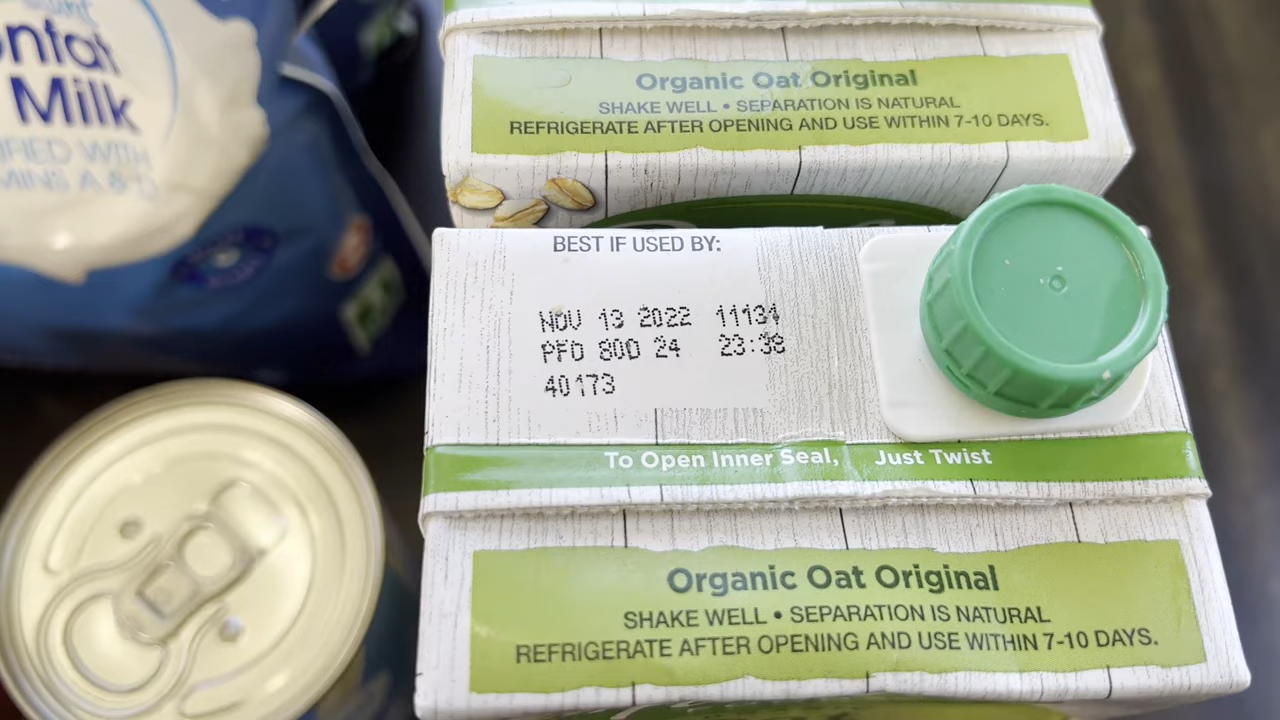 Milk
Organic Oat Original
SHAKE WELL • SEPARATION IS NATURAL
REFRIGERATE AFTER OPENING AND USE WITHIN 7-10 DAYS.
BEST IF USED BY:
NOV 13 2022 11134
PFO 80D 24 23:38
40173
To Open Inner Seal, Just Twist
Organic Oat Original
SHAKE WELL • SEPARATION IS NATURAL
REFRIGERATE AFTER OPENING AND USE WITHIN 7-10 DAYS.